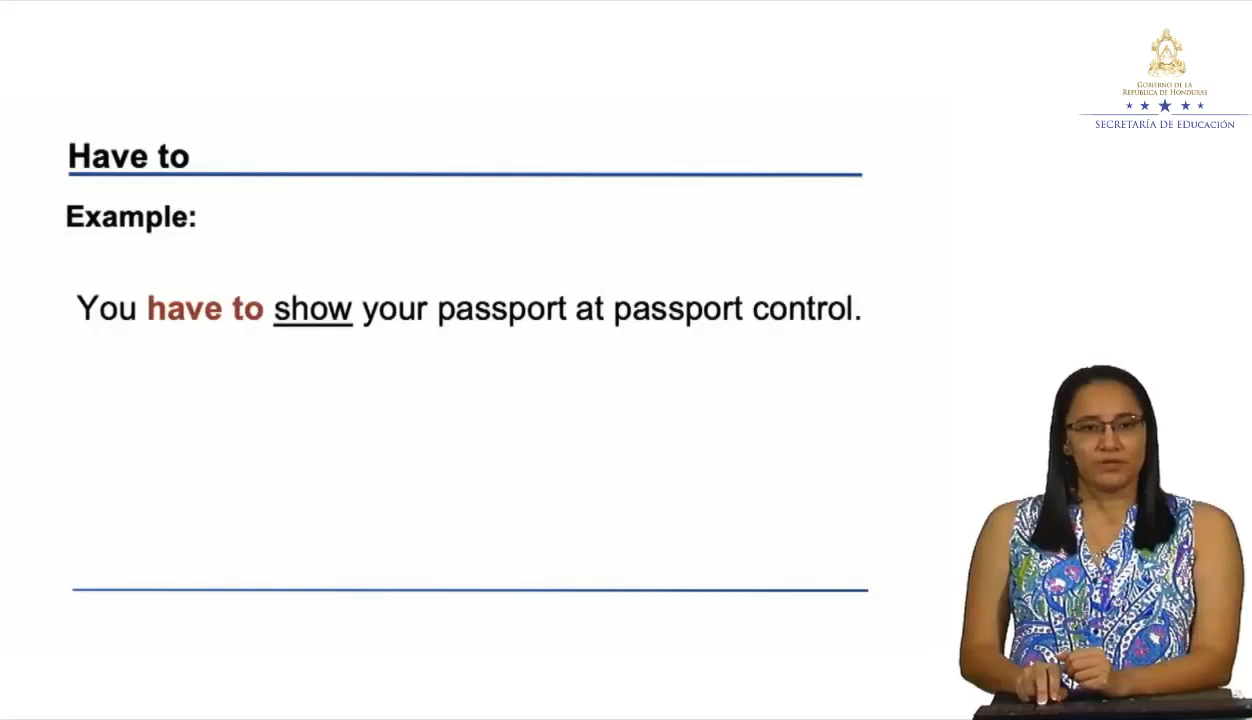 GOBIERNO DE LA
REPÚBLICA DE HONDURAS
SECRETARÍA DE EDUCACIÓN
Have to
Example:
You have to show your passport at passport control.